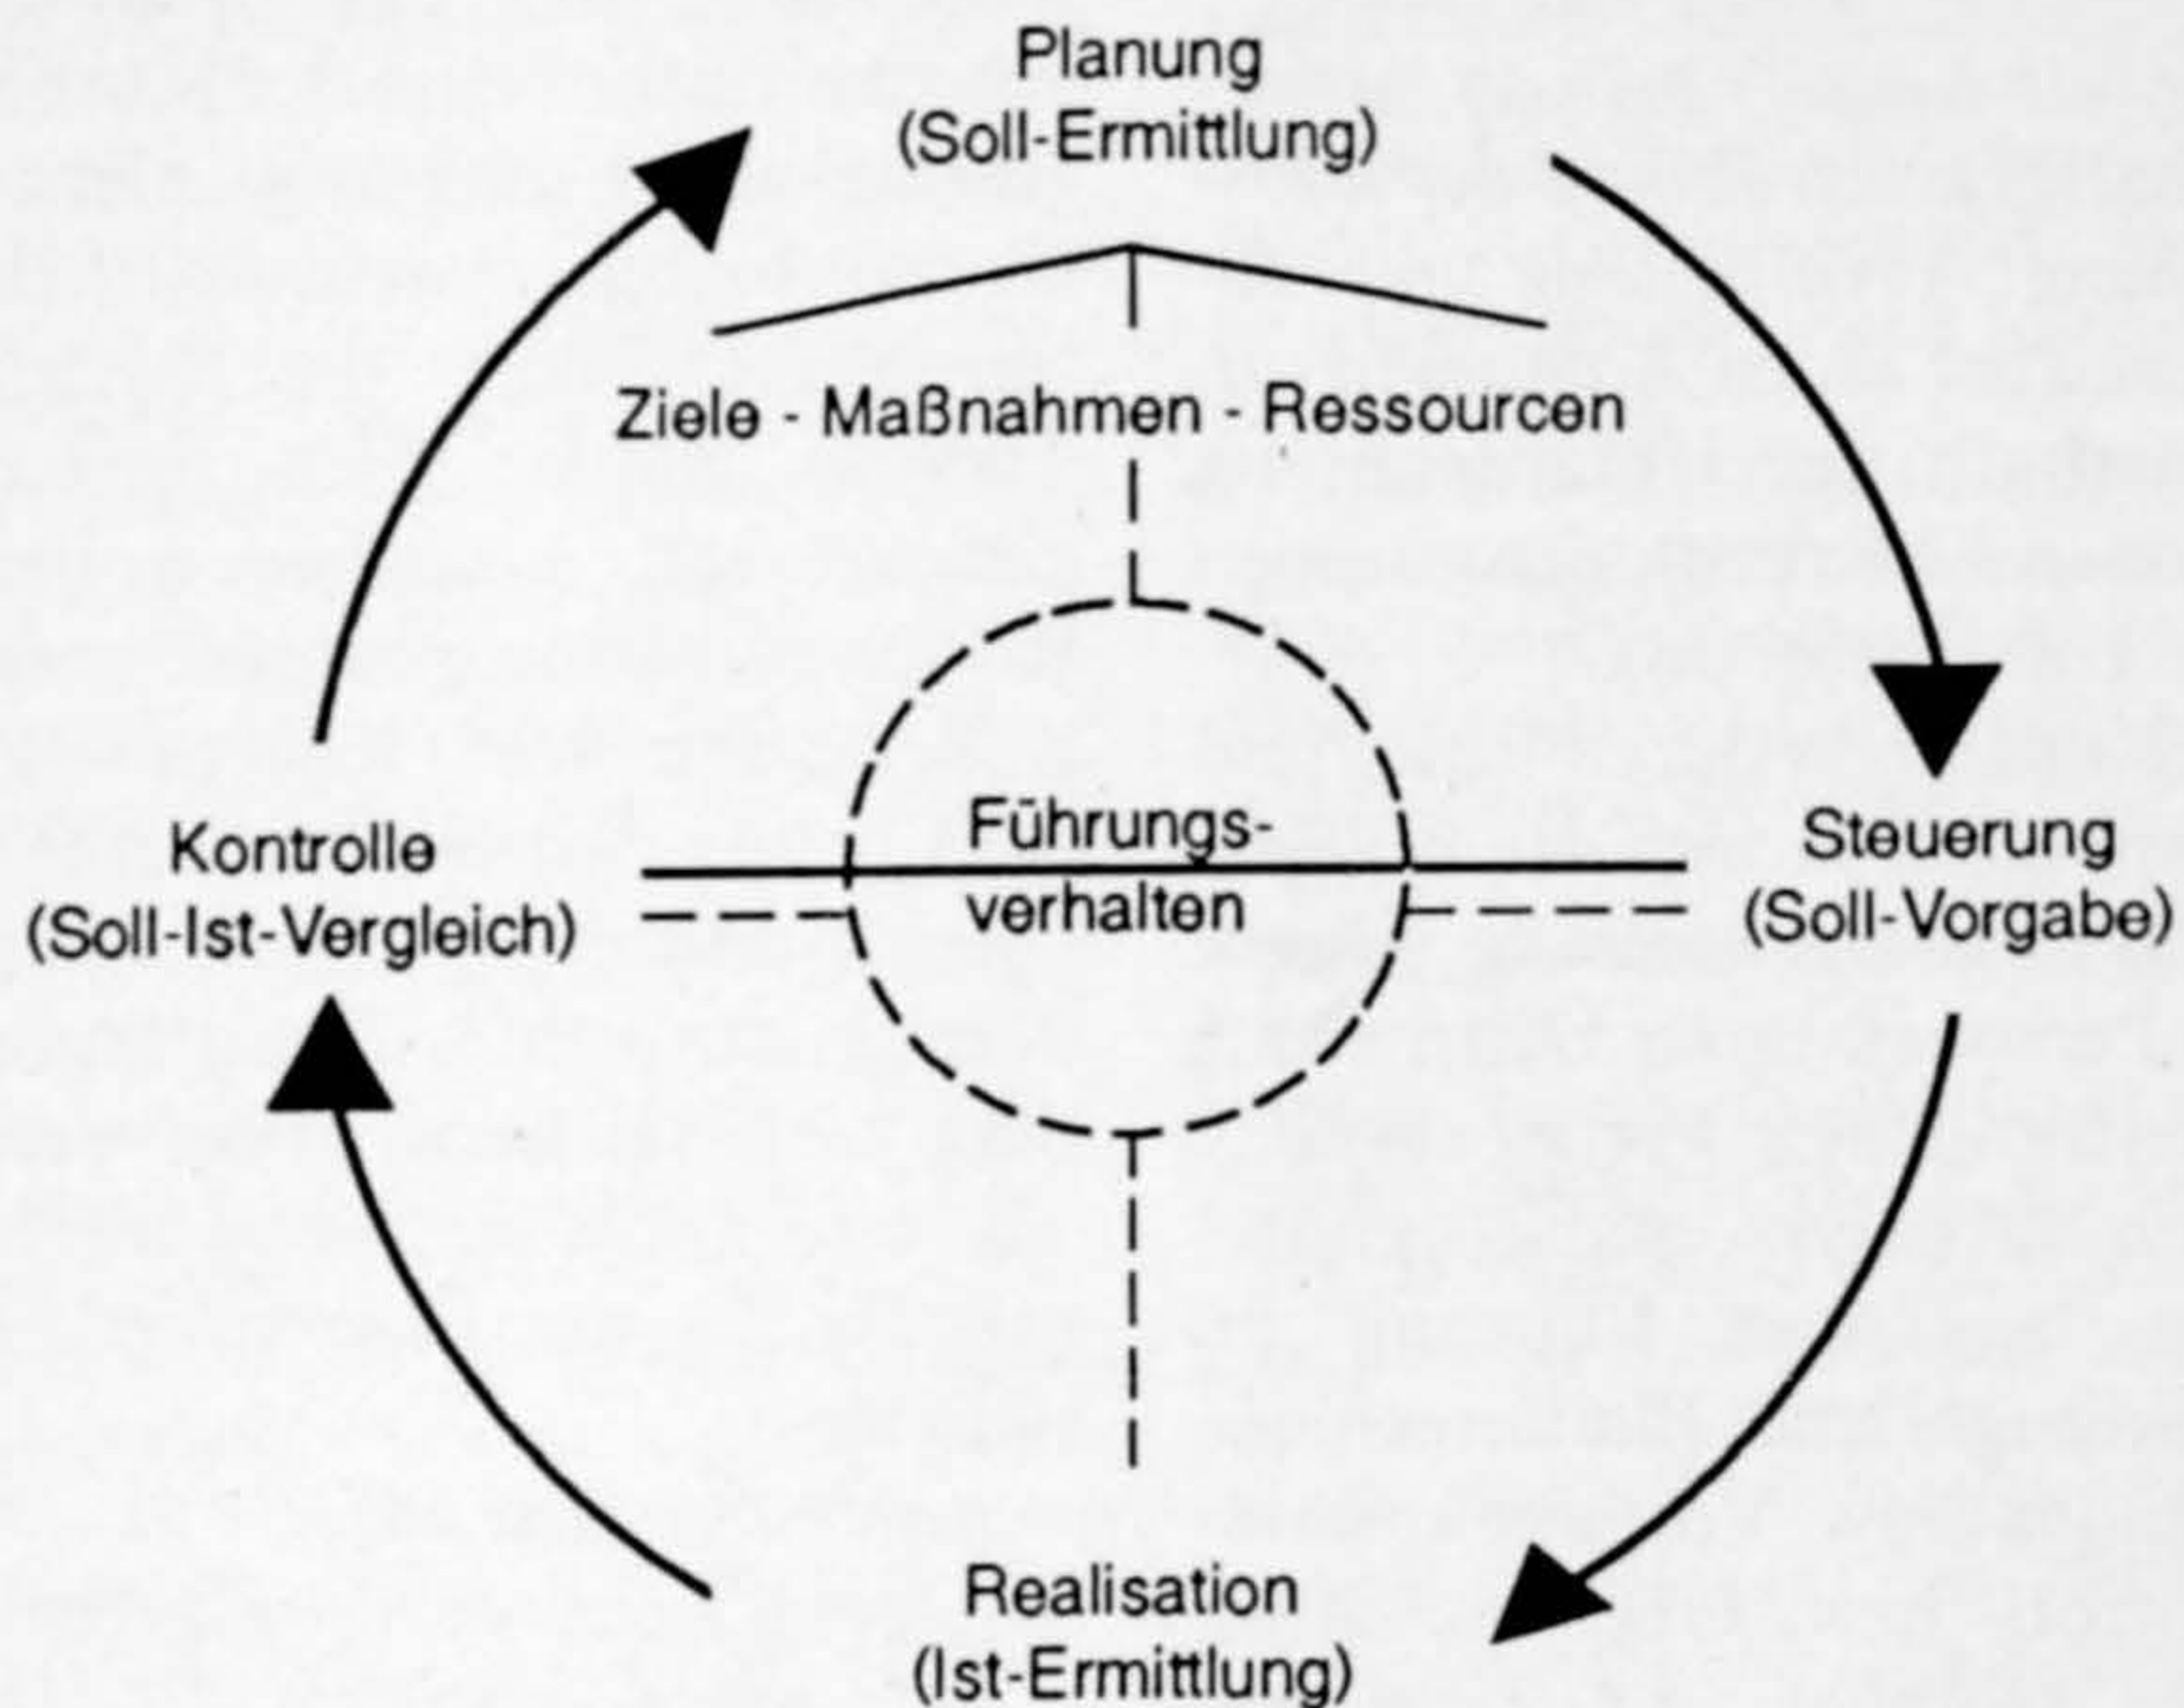 Planung
(Soll-Ermittlung)
Ziele - Maßnahmen - Ressourcen
Führungs-
verhalten
Kontrolle
(Soll-Ist-Vergleich)
Steuerung
(Soll-Vorgabe)
Realisation
(Ist-Ermittlung)